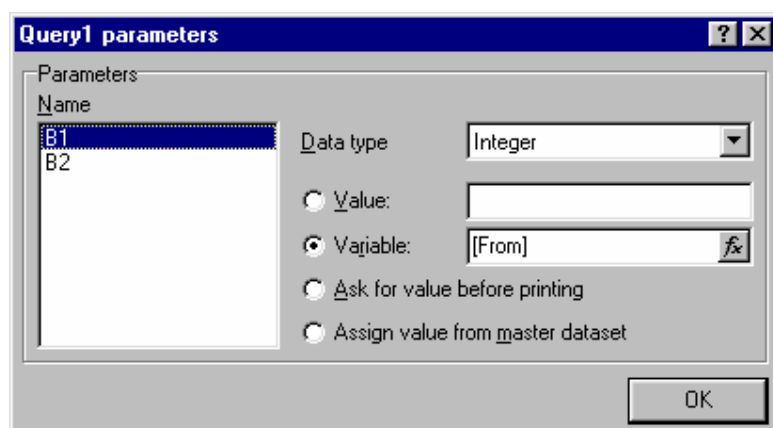 Query1 parameters
Parameters
Name
B1
B2
Data type Integer
Value:
Variable: [From] fx
Ask for value before printing
Assign value from master dataset
OK